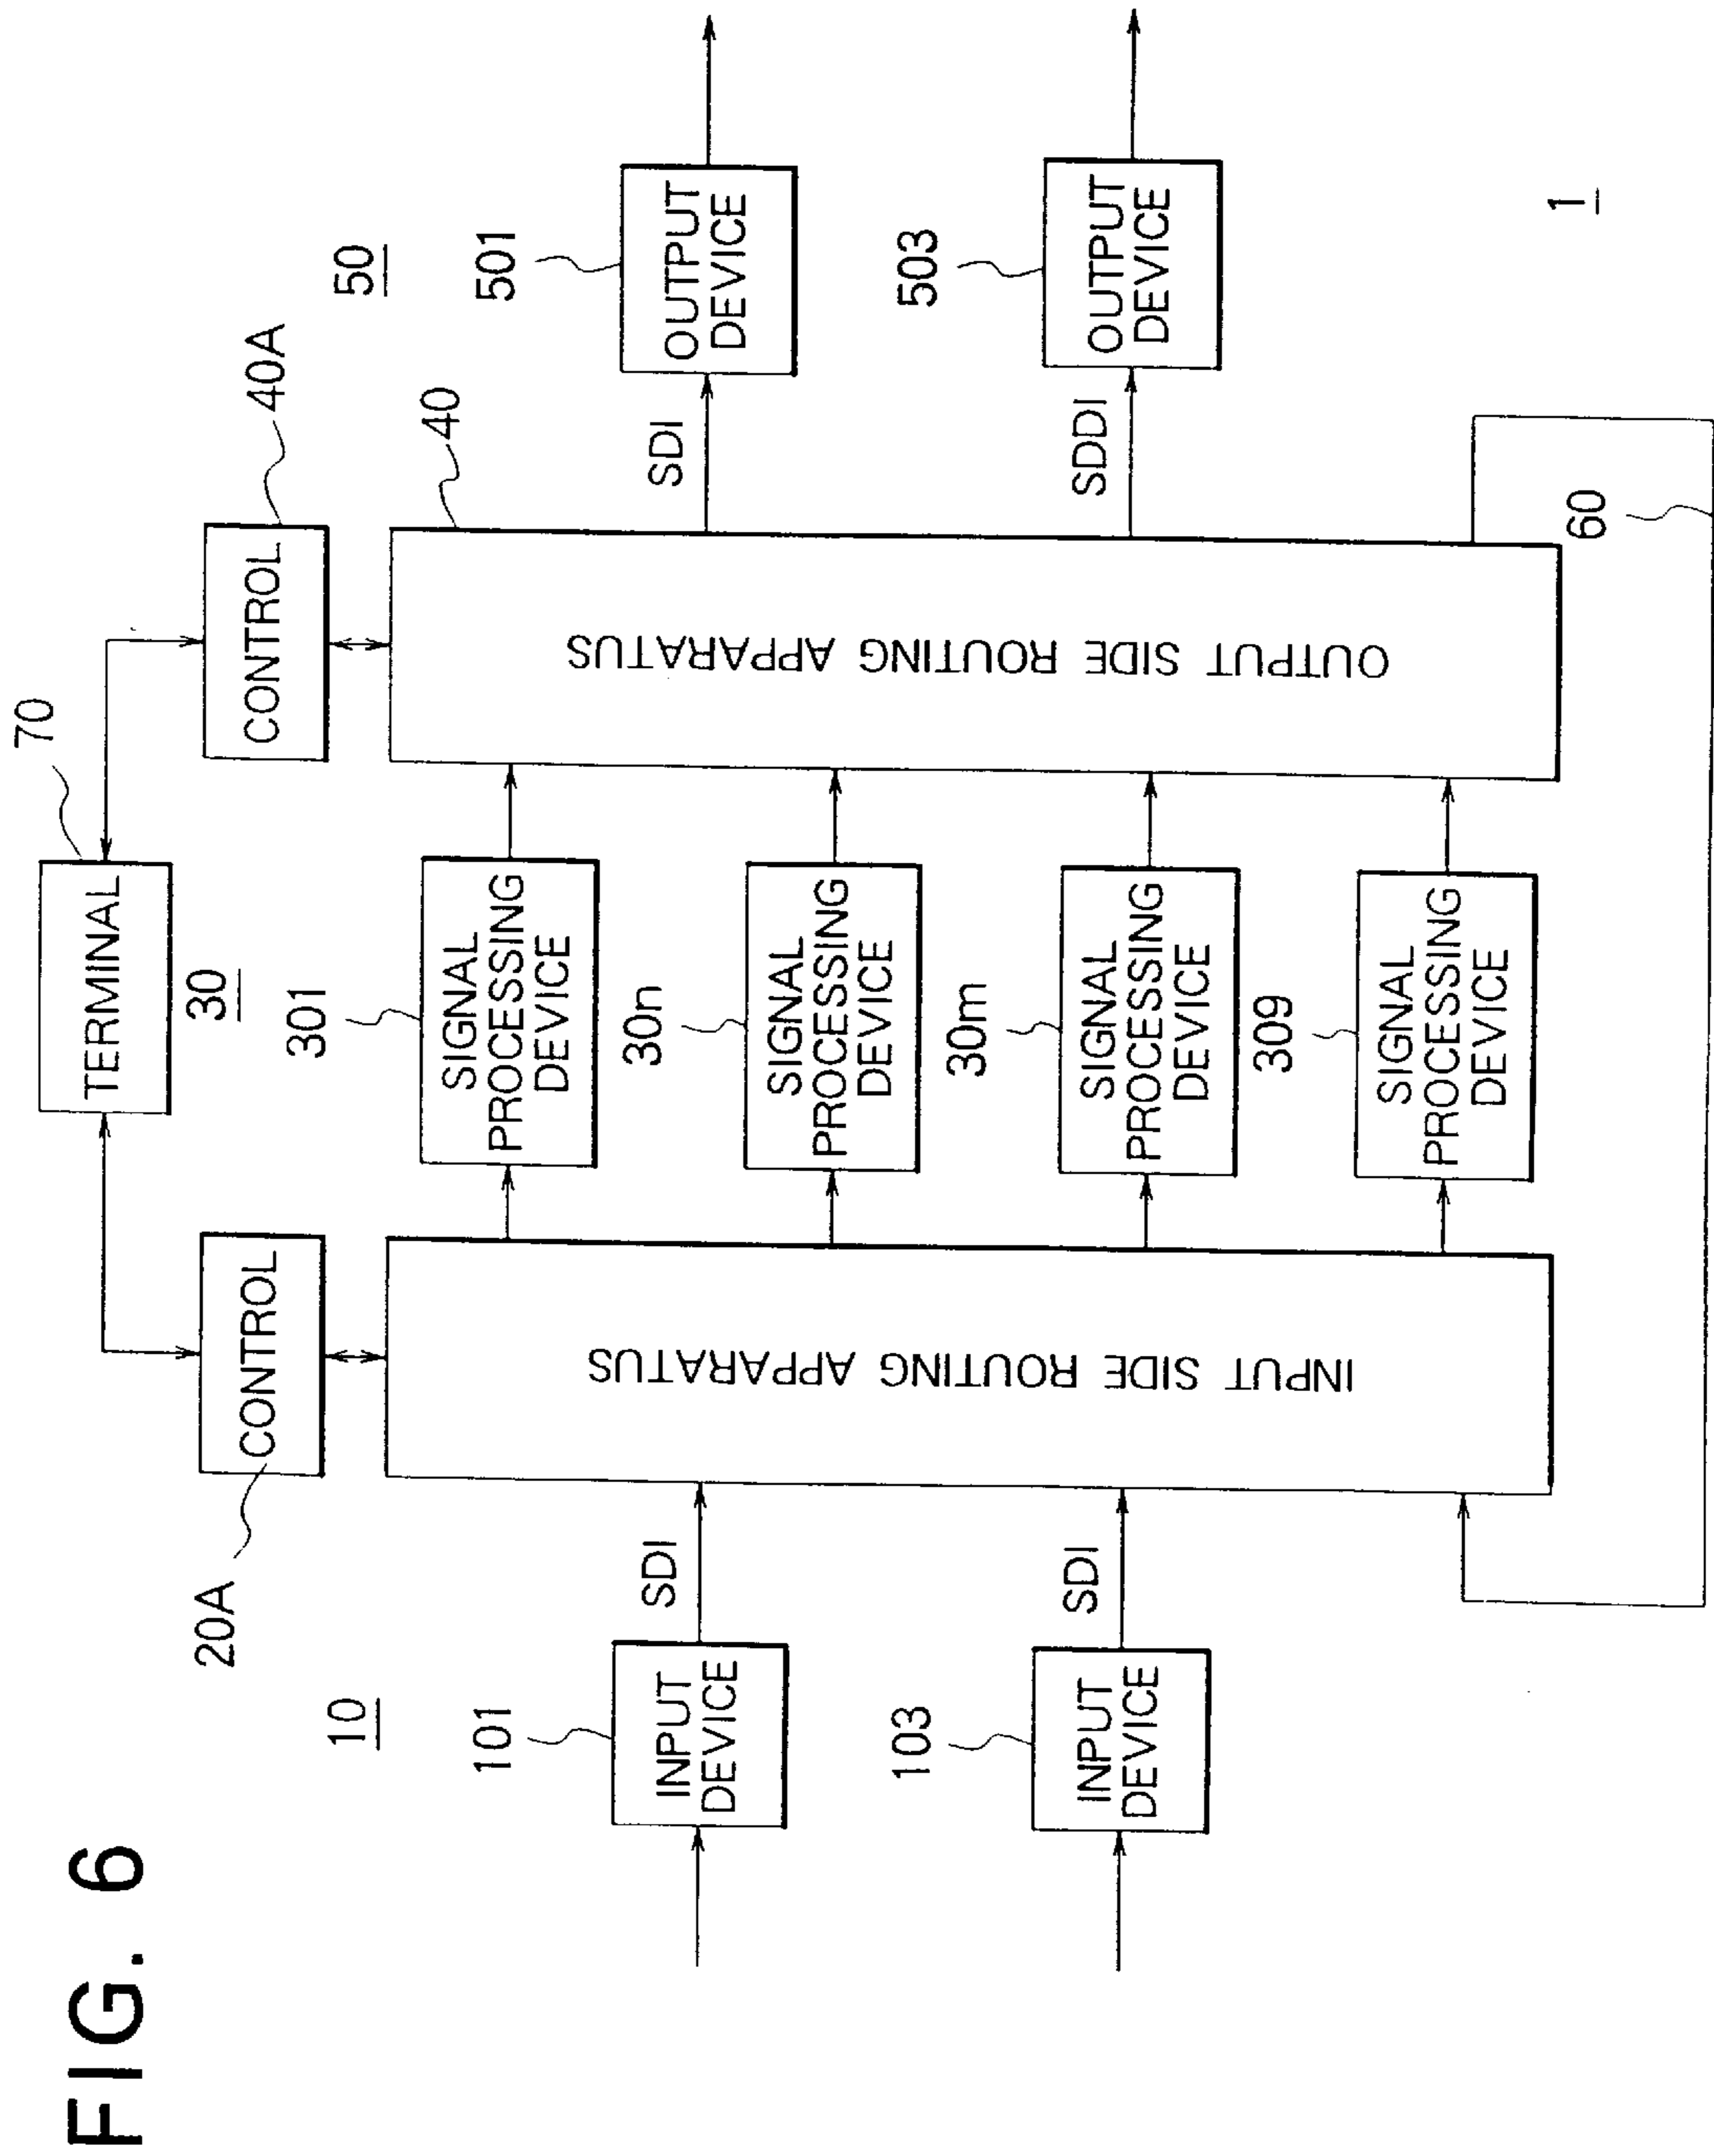 FIG. 6
70
TERMINAL
30
20A
CONTROL
40A
CONTROL
10
50
40
301
SIGNAL
PROCESSING
DEVICE
101
INPUT
DEVICE
SDI
SDI
501
OUTPUT
DEVICE
30n
SIGNAL
PROCESSING
DEVICE
INPUT SIDE ROUTING APPARATUS
OUTPUT SIDE ROUTING APPARATUS
103
INPUT
DEVICE
SDI
30m
SIGNAL
PROCESSING
DEVICE
SDDI
503
OUTPUT
DEVICE
309
SIGNAL
PROCESSING
DEVICE
60
1